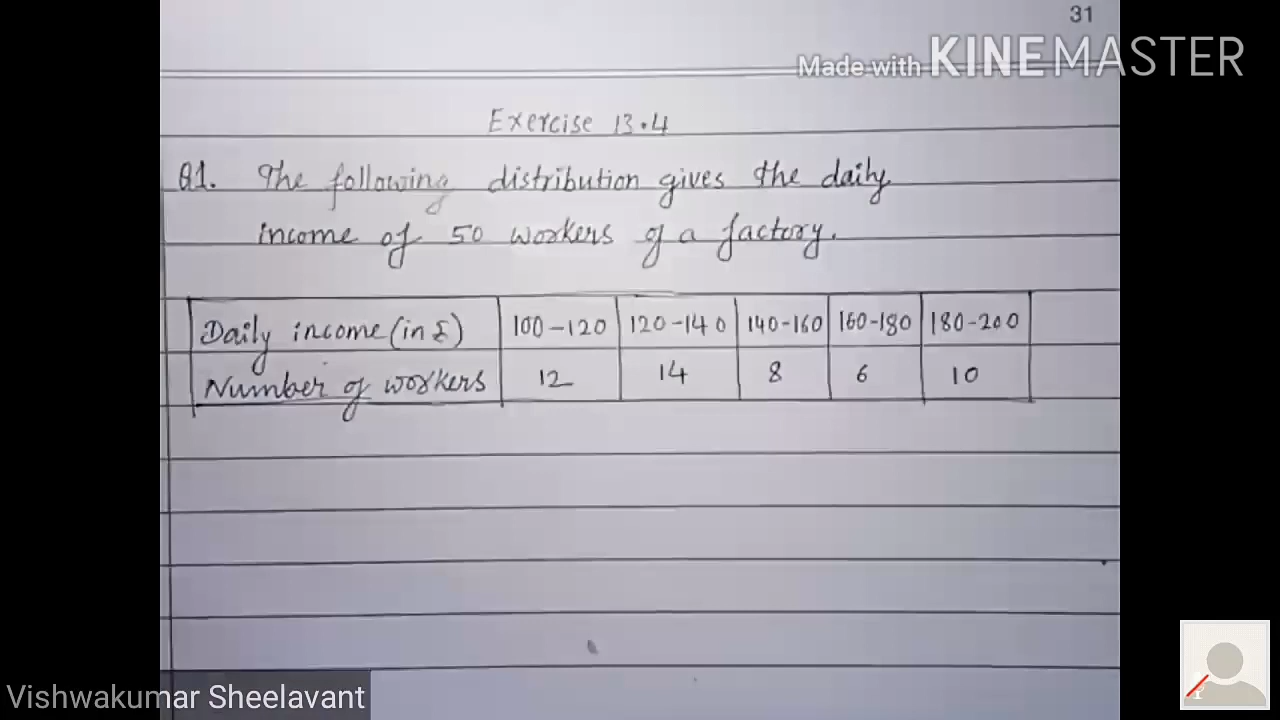 31
Made with KINEMASTER
Exercise 13.4
Q1. The following distribution gives the daily
income of 50 workers of a factory.
Daily income (in ₹) 100-120 120-140 140-160 160-180 180-200
Number of workers 12 14 8 6 10
Vishwakumar Sheelavant